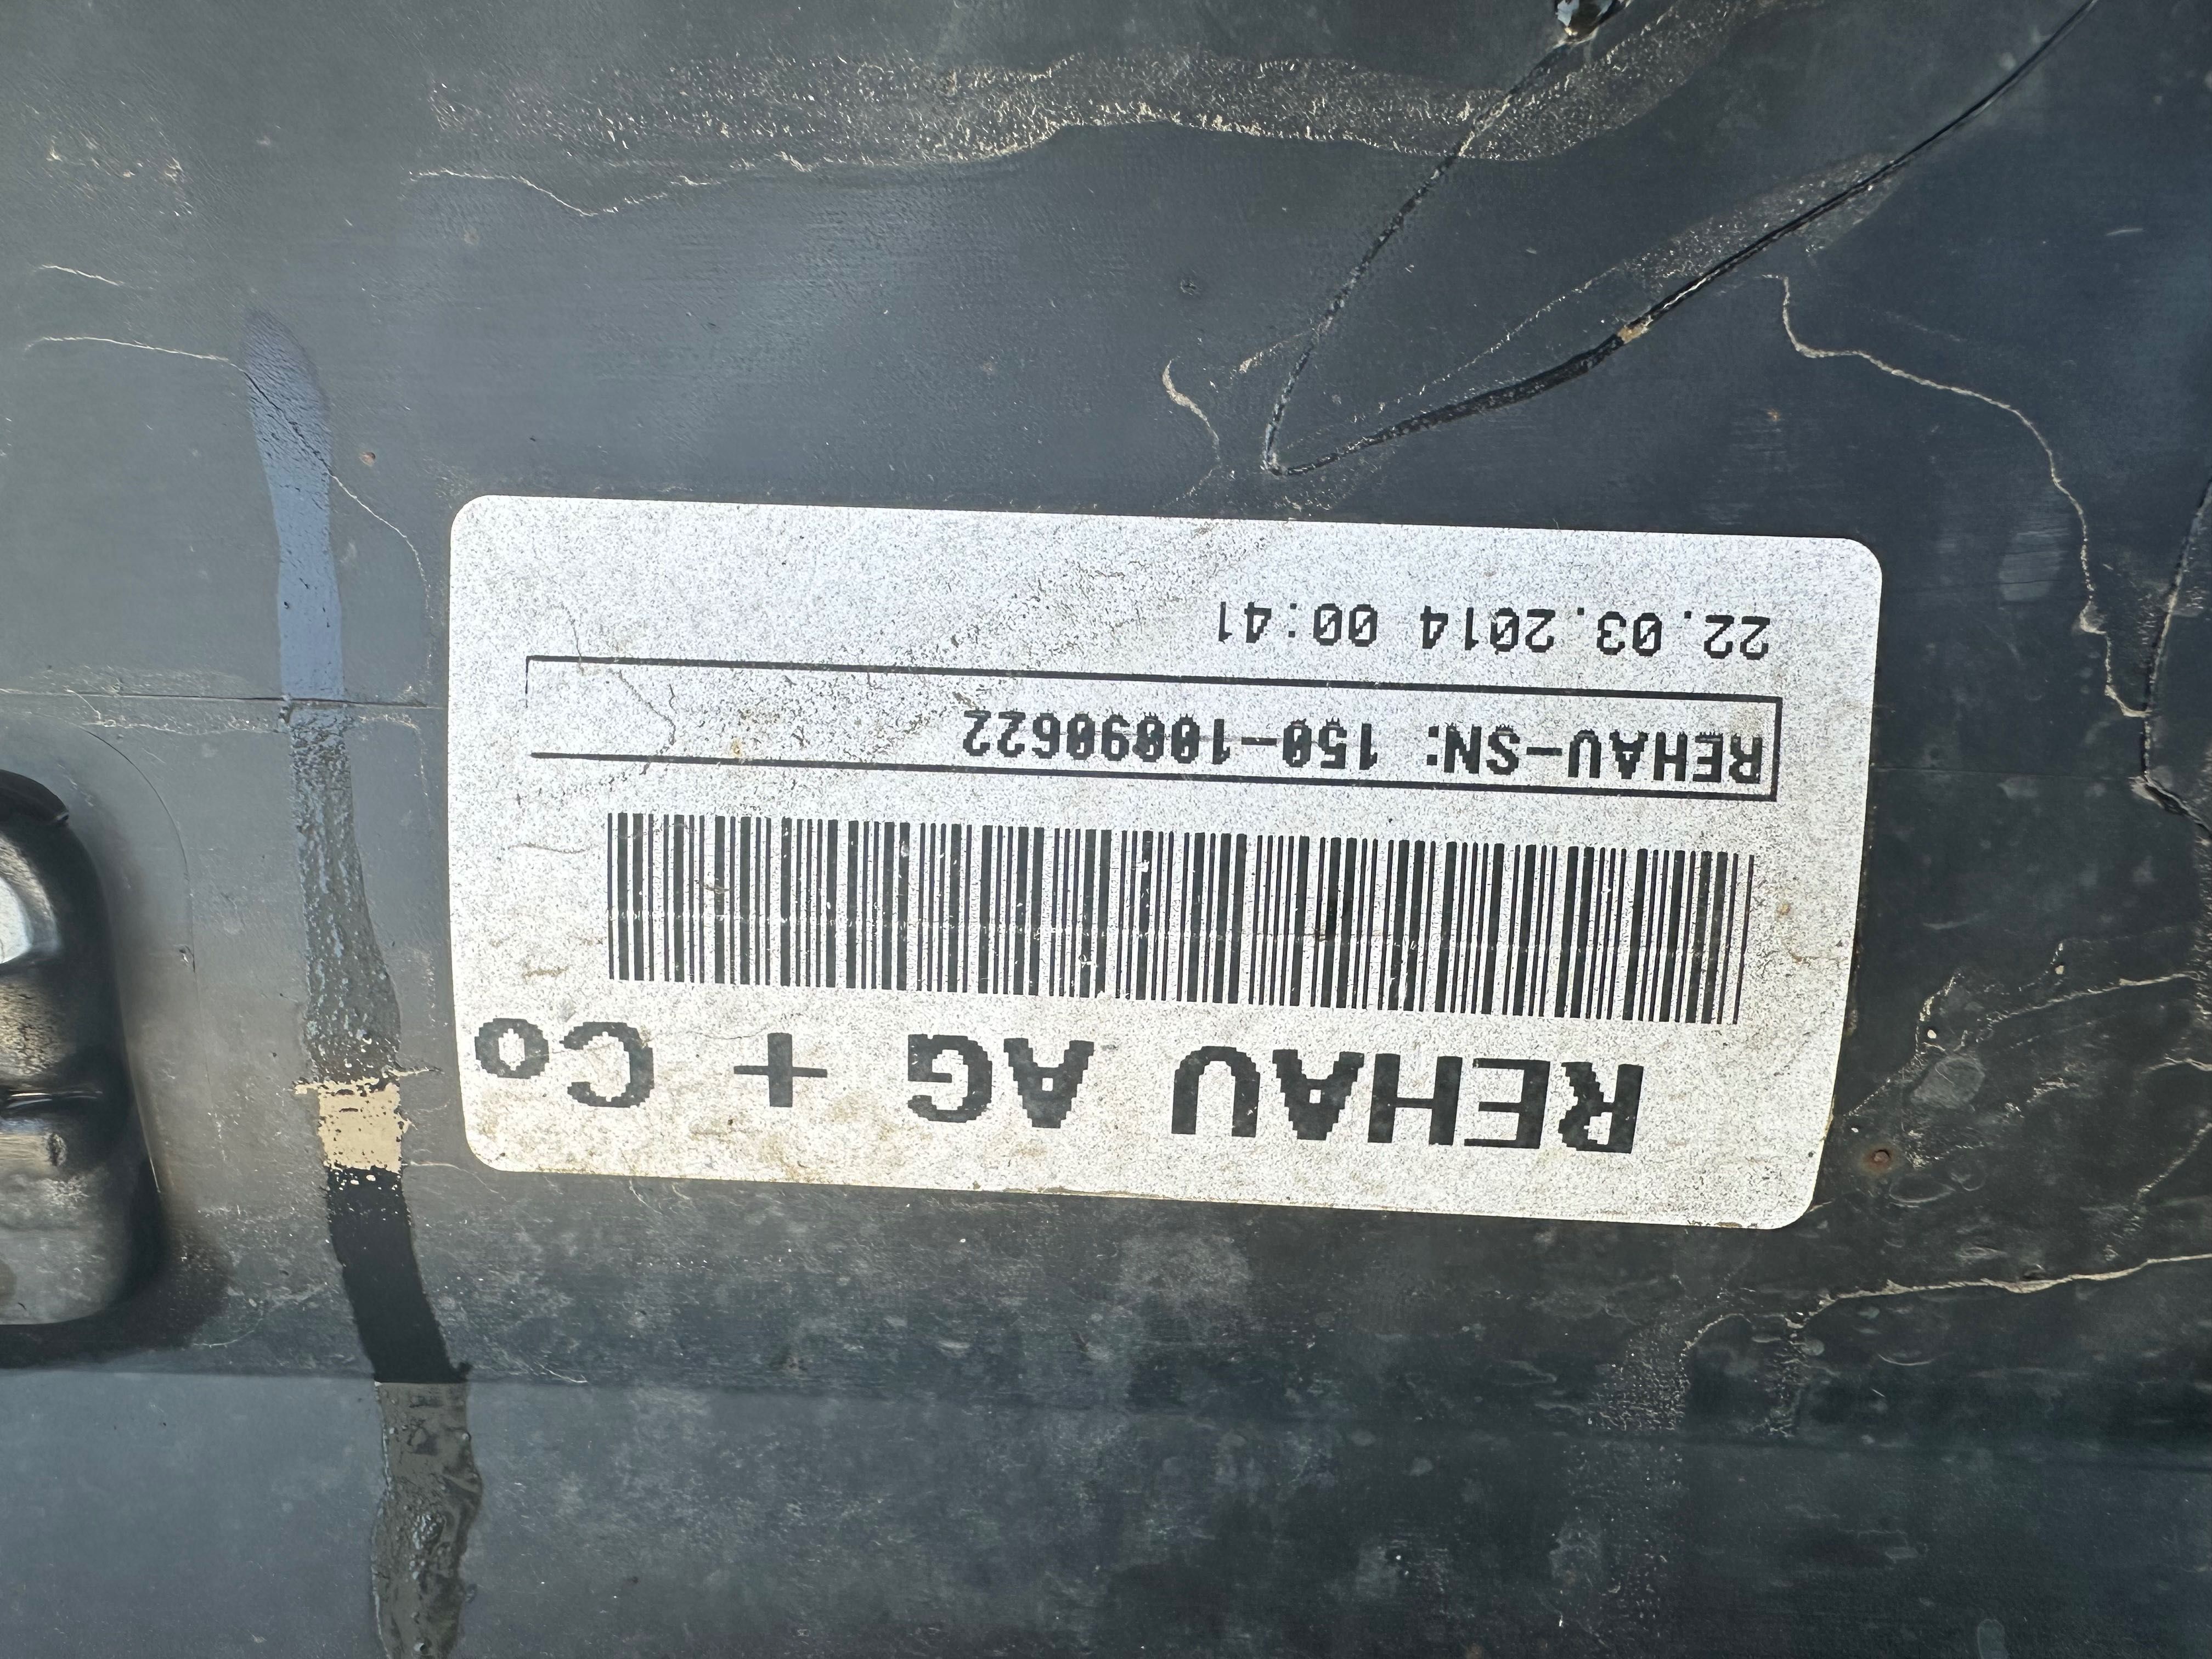 REHAU AG + Co
REHAU-SN: 150-10090622
22.03.2014 00:41